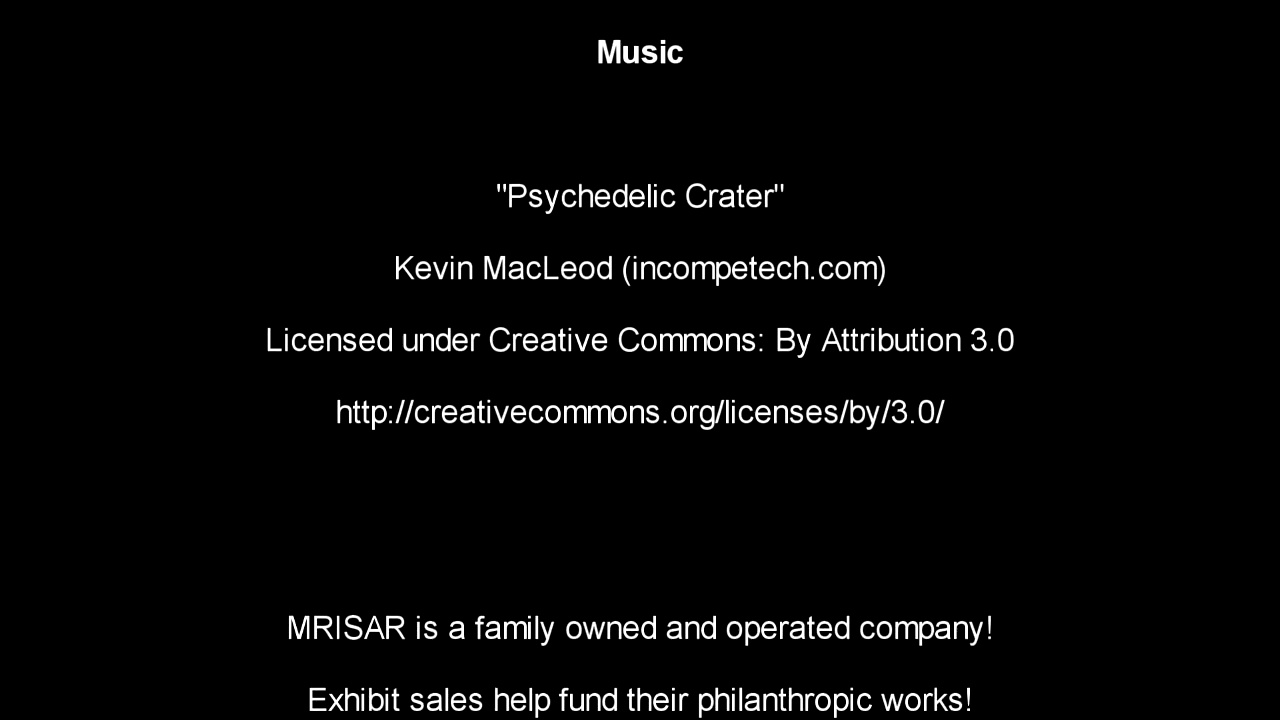 Music
"Psychedelic Crater"
Kevin MacLeod (incompetech.com)
Licensed under Creative Commons: By Attribution 3.0
http://creativecommons.org/licenses/by/3.0/
MRISAR is a family owned and operated company!
Exhibit sales help fund their philanthropic works!